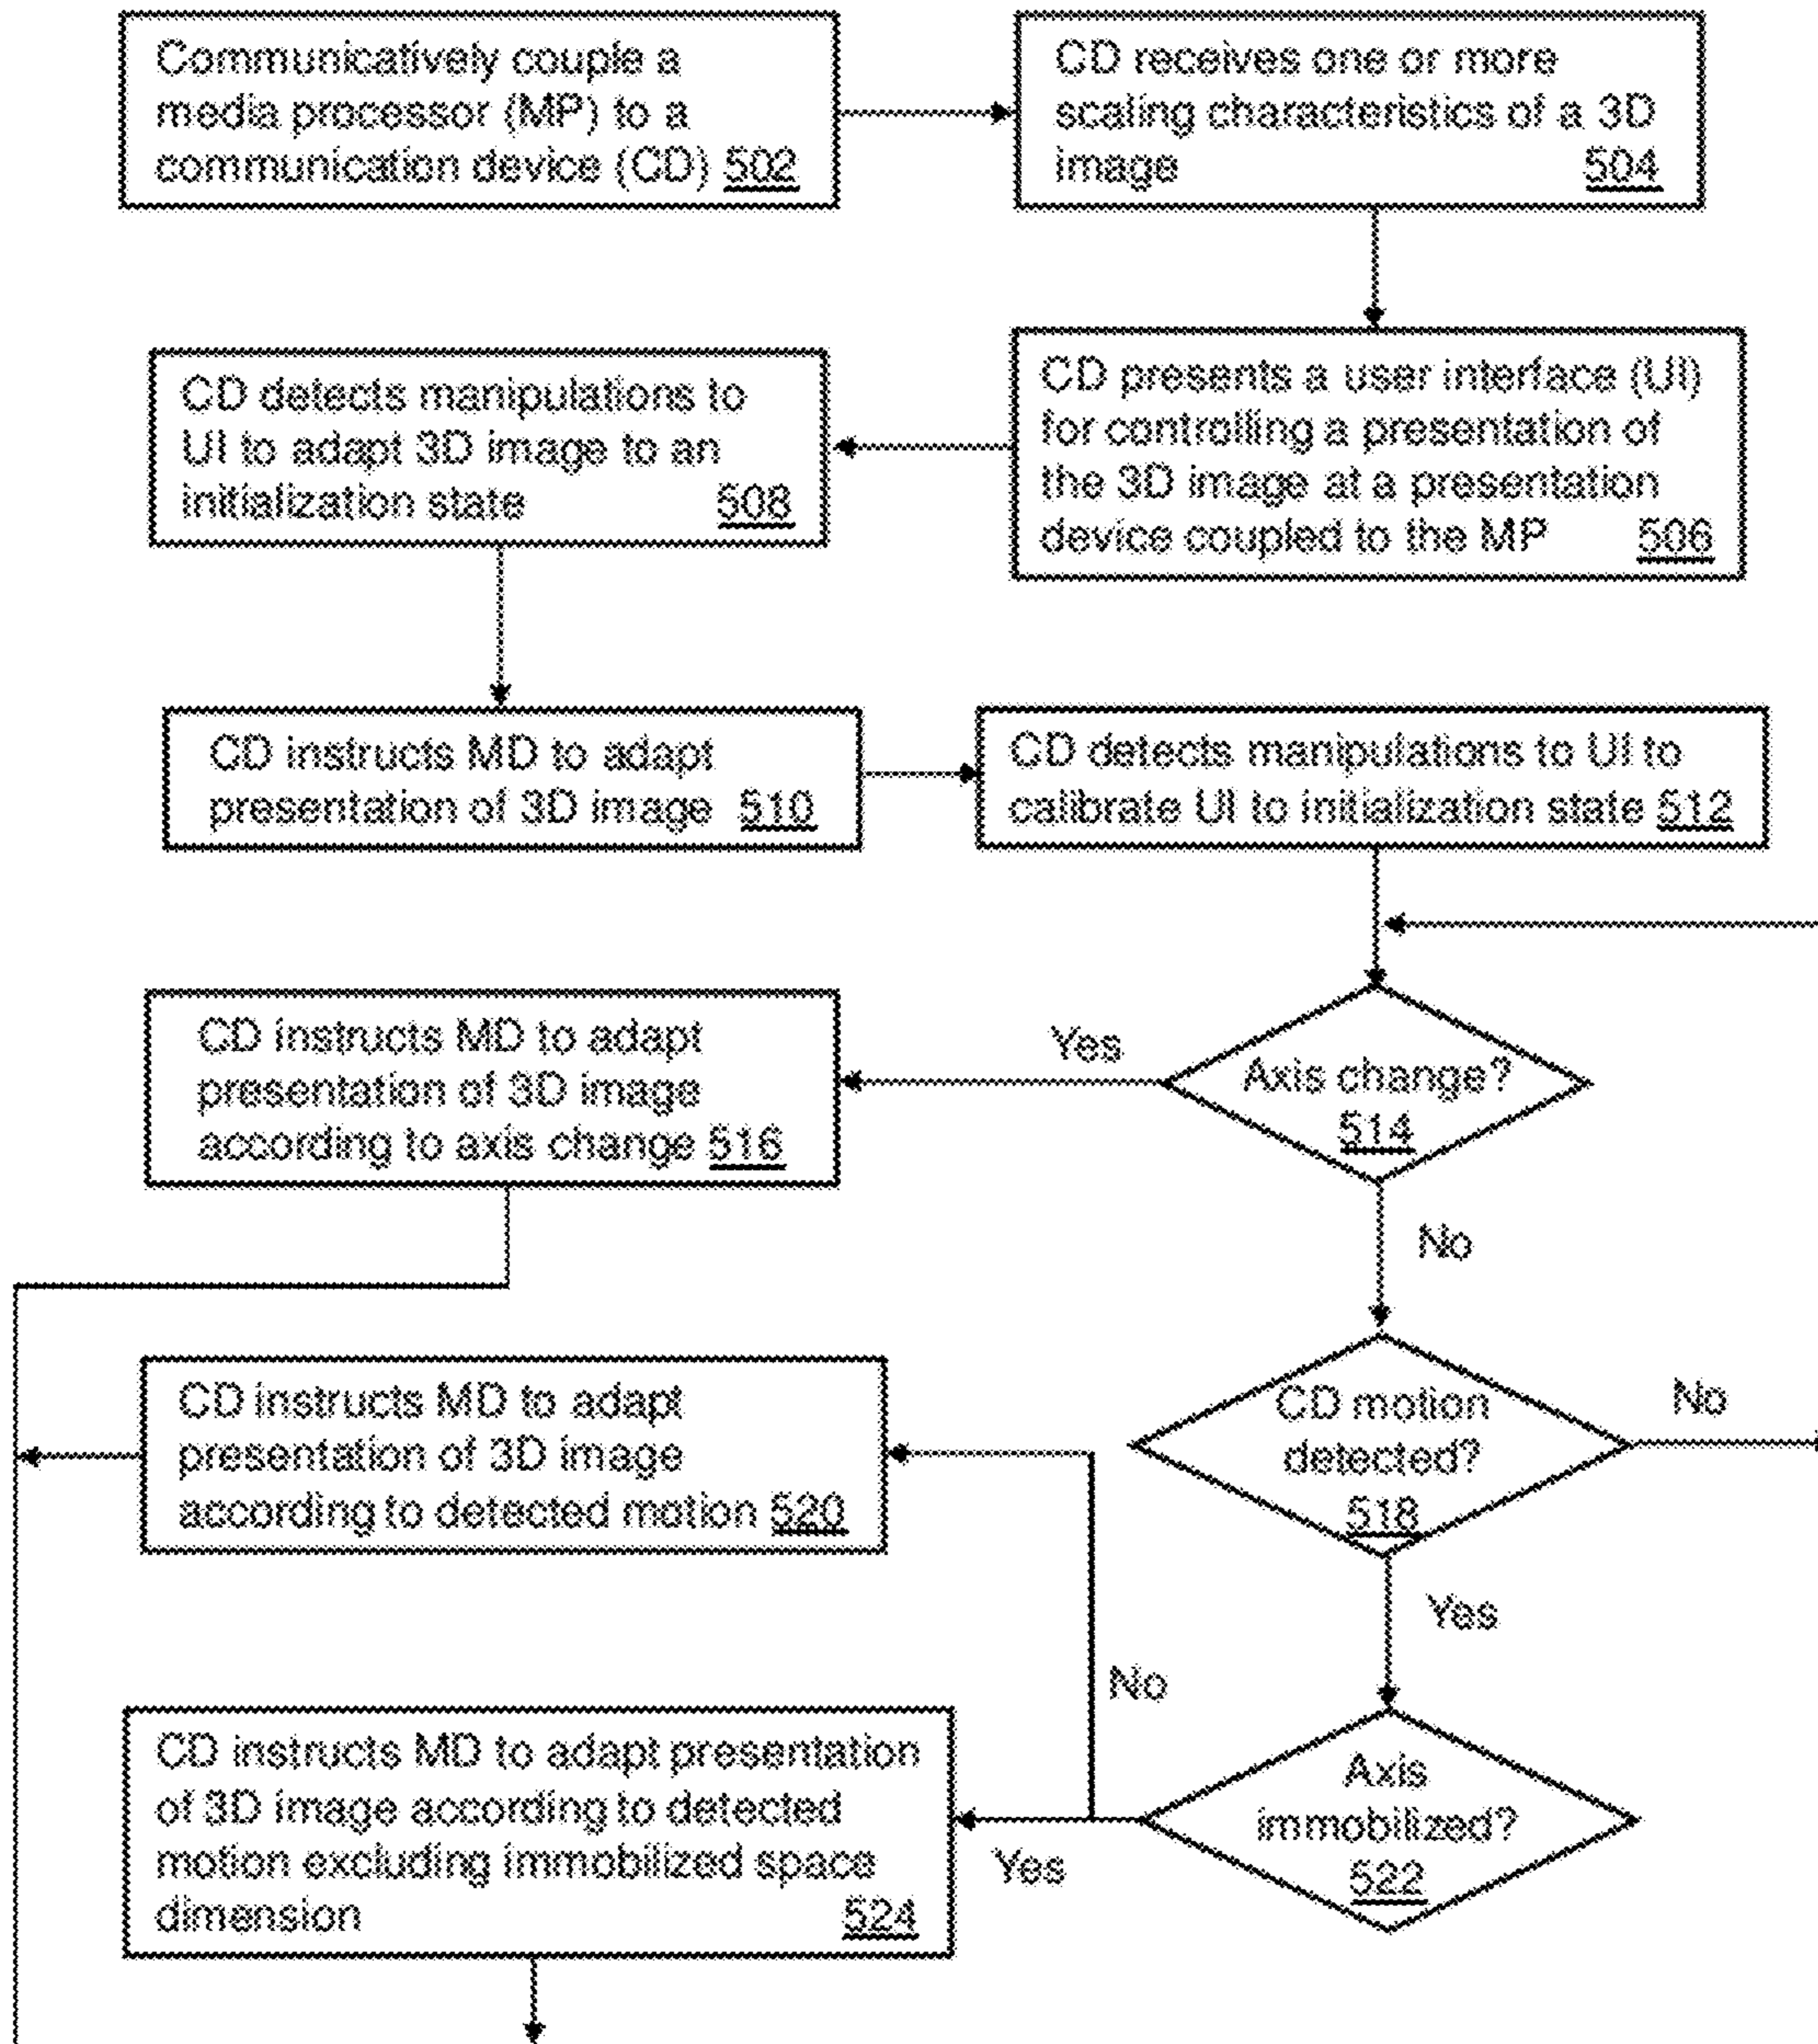 Communicatively couple a
media processor (MP) to a
communication device (CD) 502
CD receives one or more
scaling characteristics of a 3D
image 504
CD presents a user interface (UI)
for controlling a presentation of
the 3D image at a presentation
device coupled to the MP 506
CD detects manipulations to
UI to adapt 3D image to an
initialization state 508
CD instructs MD to adapt
presentation of 3D image 510
CD detects manipulations to UI to
calibrate UI to initialization state 512
Axis change?
514
Yes
CD instructs MD to adapt
presentation of 3D image
according to axis change 516
No
CD motion
detected?
518
No
CD instructs MD to adapt
presentation of 3D image
according to detected motion 520
Yes
No
Axis
immobilized?
522
Yes
CD instructs MD to adapt presentation
of 3D image according to detected
motion excluding immobilized space
dimension 524